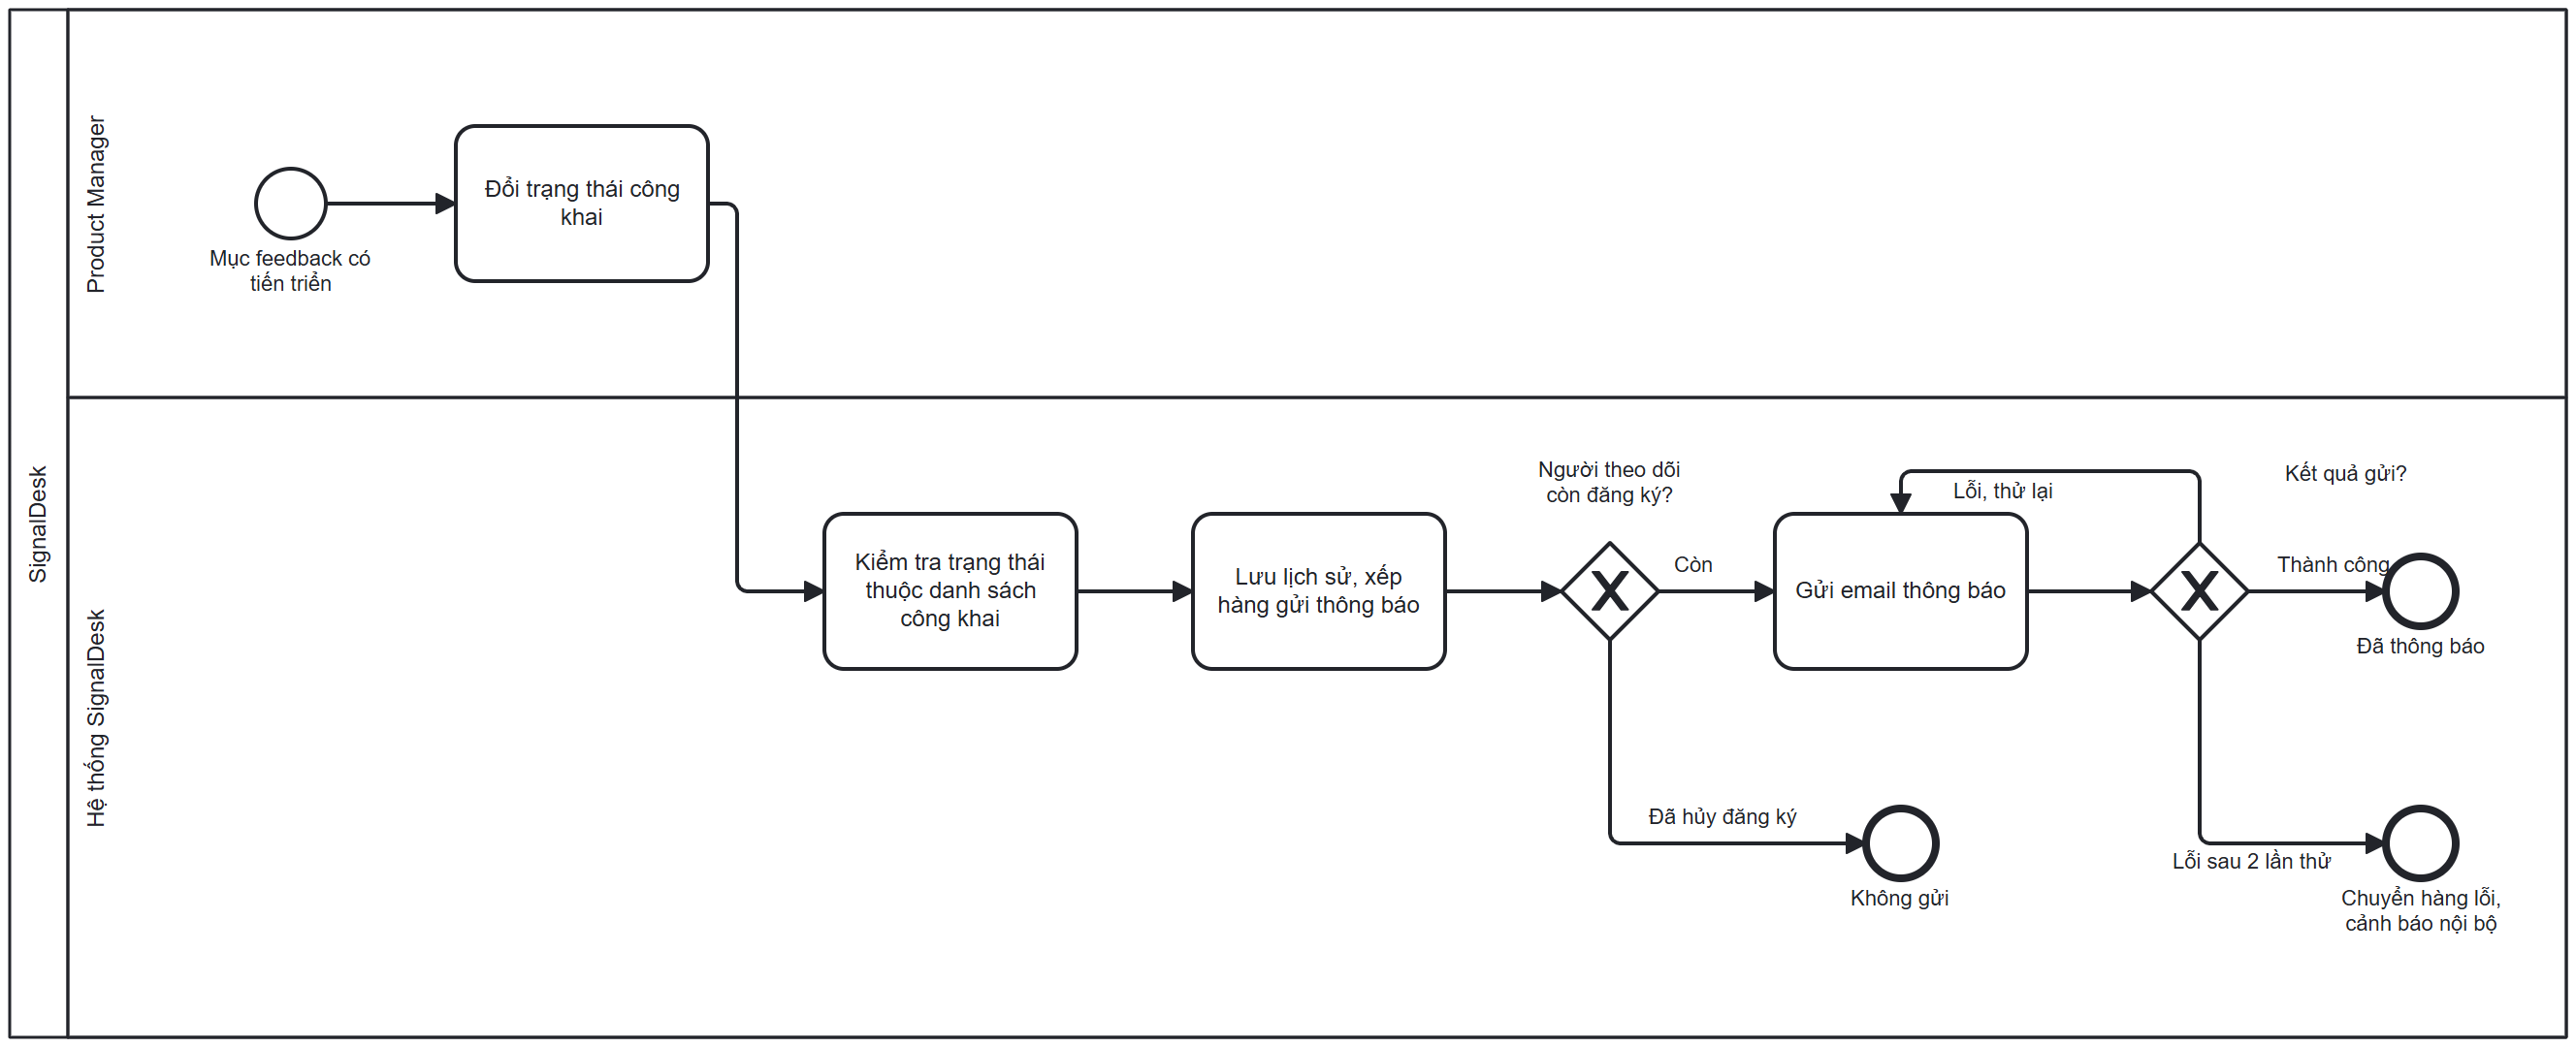 SignalDesk
Product Manager
Mục feedback có
tiến triển
Đổi trạng thái công
khai
Hệ thống SignalDesk
Kiểm tra trạng thái
thuộc danh sách
công khai
Lưu lịch sử, xếp
hàng gửi thông báo
Người theo dõi
còn đăng ký?
Còn
Đã hủy đăng ký
Không gửi
Gửi email thông báo
Lỗi, thử lại
Kết quả gửi?
Thành công
Đã thông báo
Lỗi sau 2 lần thử
Chuyển hàng lỗi,
cảnh báo nội bộ